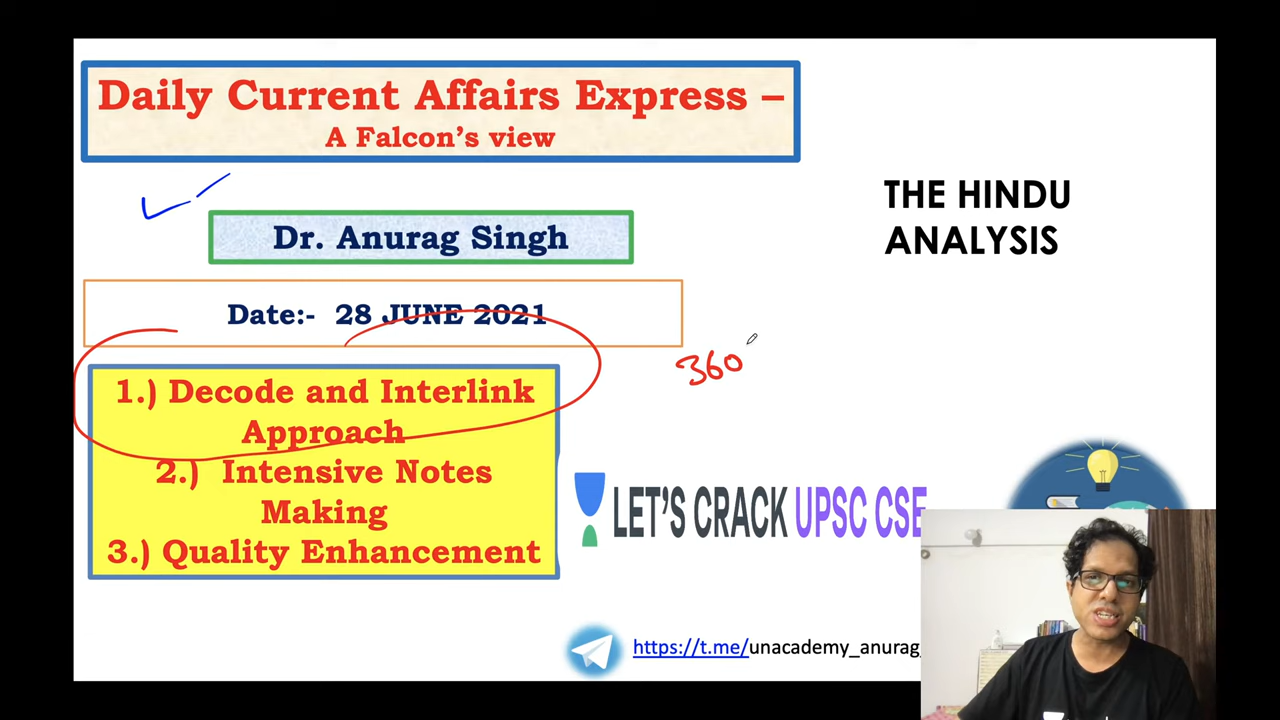 Daily Current Affairs Express –
A Falcon's view
THE HINDU
ANALYSIS
Dr. Anurag Singh
Date:- 28 JUNE 2021
360
1.) Decode and Interlink
Approach
2.) Intensive Notes
Making
3.) Quality Enhancement
LET'S CRACK UPSC CSE
https://t.me/unacademy_anurag_